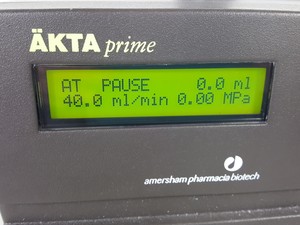 ÄKTA prime
AT PAUSE 0.0 ml
40.0 ml/min 0.00 MPa
amersham pharmacia biotech